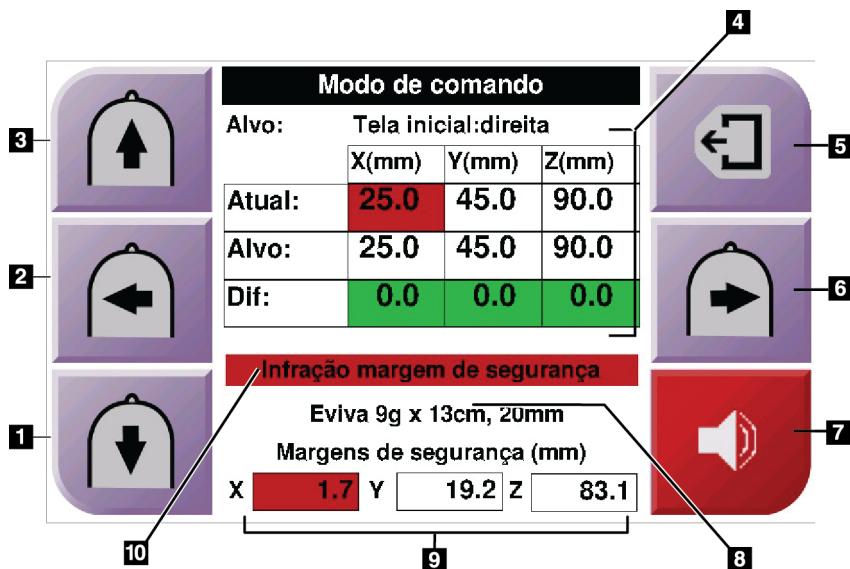 4
Modo de comando
3
Alvo: Tela inicial:direita
5
X(mm) Y(mm) Z(mm)
Atual: 25.0 45.0 90.0
Alvo: 25.0 45.0 90.0
2
6
Dif: 0.0 0.0 0.0
Infração margem de segurança
Eviva 9g x 13cm, 20mm
1
7
Margens de segurança (mm)
X 1.7 Y 19.2 Z 83.1
10
9
8